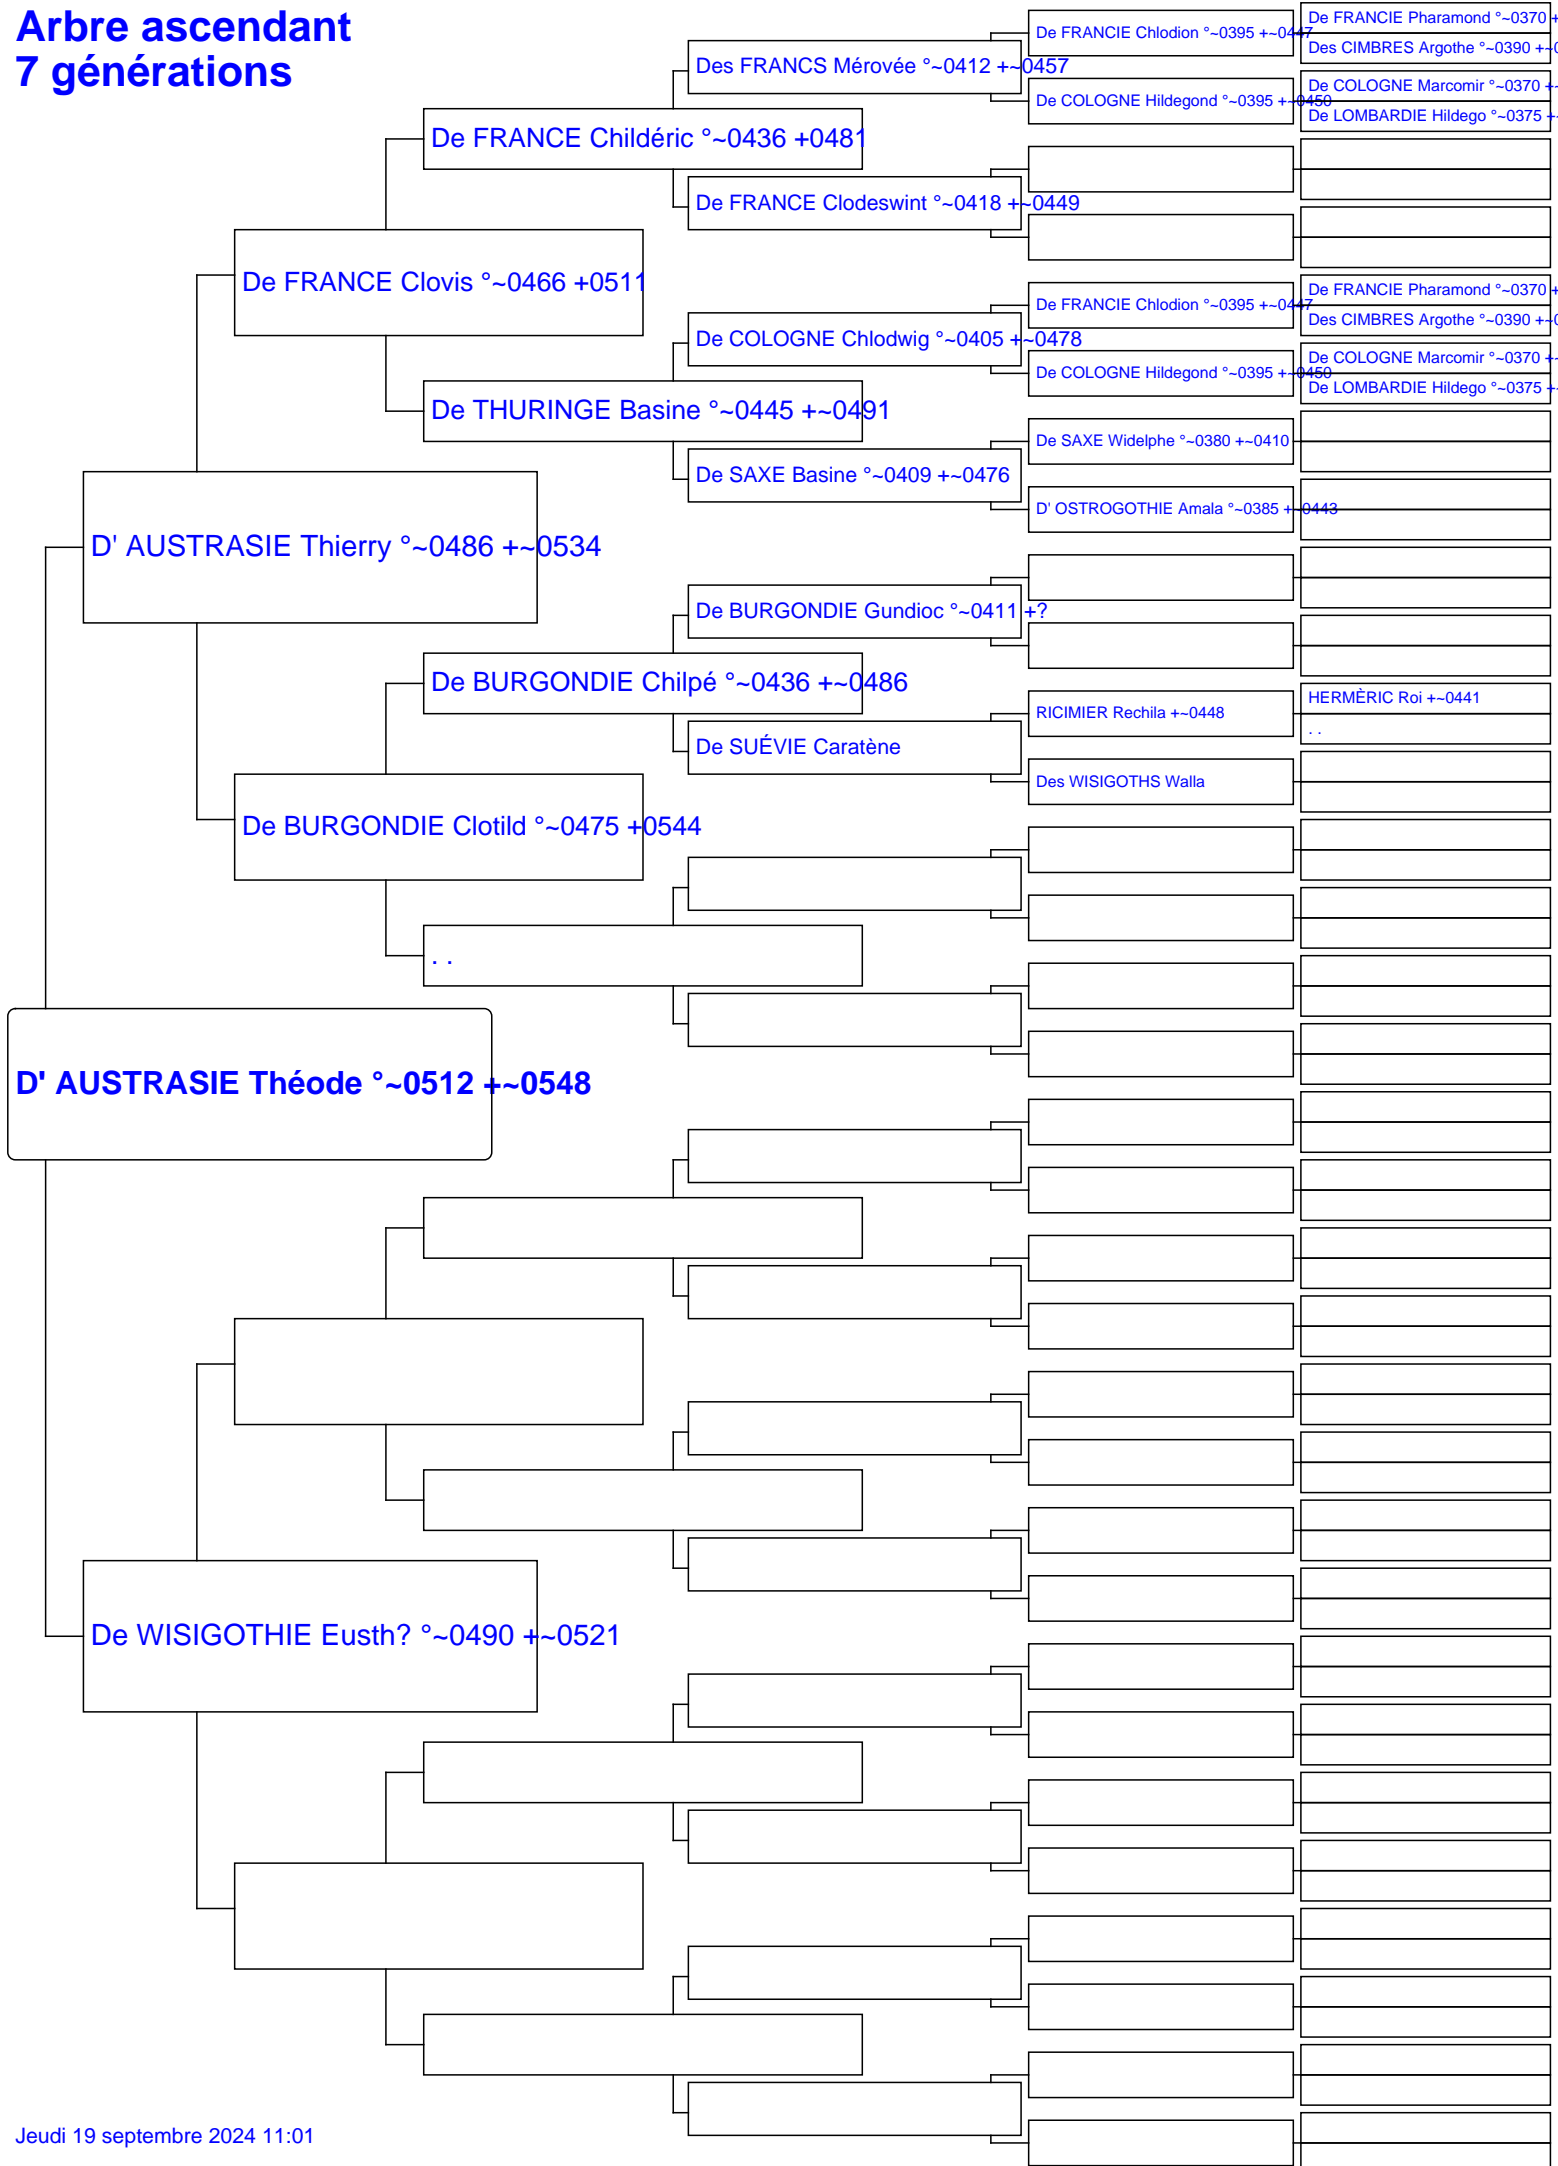 Arbre ascendant
7 générations
De FRANCIE Pharamond °~0370 +
De FRANCIE Chlodion °~0395 +~0447
Des CIMBRES Argothe °~0390 +~0
Des FRANCS Mérovée °~0412 +~0457
De COLOGNE Marcomir °~0370 +~
De COLOGNE Hildegond °~0395 +~0450
De LOMBARDIE Hildego °~0375 +~
De FRANCE Childéric °~0436 +0481
De FRANCE Clodeswint °~0418 +~0449
De FRANCE Clovis °~0466 +0511
De FRANCIE Pharamond °~0370 +
De FRANCIE Chlodion °~0395 +~0447
Des CIMBRES Argothe °~0390 +~0
De COLOGNE Chlodwig °~0405 +~0478
De COLOGNE Marcomir °~0370 +~
De COLOGNE Hildegond °~0395 +~0450
De LOMBARDIE Hildego °~0375 +~
De THURINGE Basine °~0445 +~0491
De SAXE Widelphe °~0380 +~0410
De SAXE Basine °~0409 +~0476
D' OSTROGOTHIE Amala °~0385 +~0443
D' AUSTRASIE Thierry °~0486 +~0534
De BURGONDIE Gundioc °~0411 +?
De BURGONDIE Chilpé °~0436 +~0486
HERMÈRIC Roi +~0441
RICIMIER Rechila +~0448
. .
De SUÉVIE Caratène
Des WISIGOTHS Walla
De BURGONDIE Clotild °~0475 +0544
. .
D' AUSTRASIE Théode °~0512 +~0548
De WISIGOTHIE Eusth? °~0490 +~0521
Jeudi 19 septembre 2024 11:01